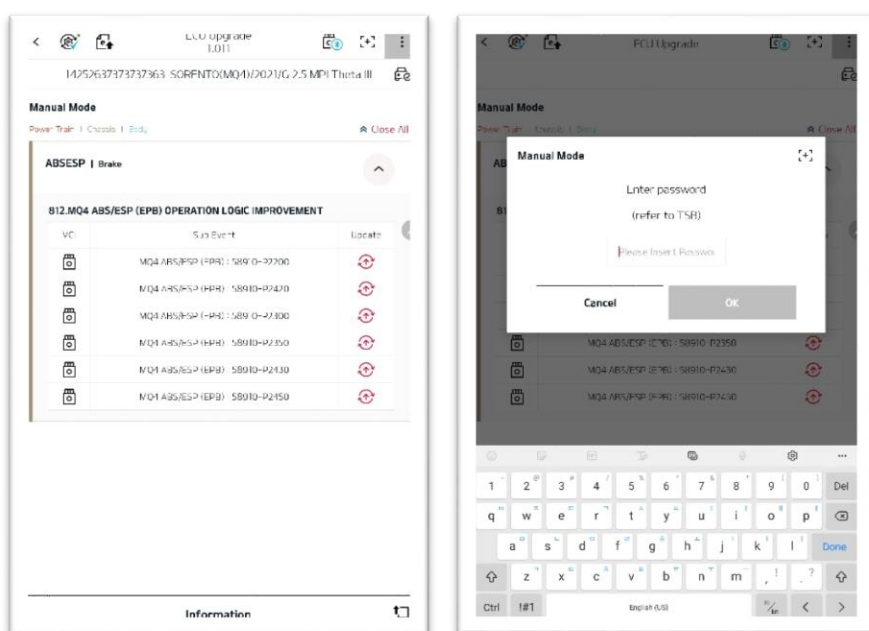 ECU Upgrade
1.011
14252637373737363 SORENTO(MQ4)/2021/G 2.5 MPI Theta III
Manual Mode
Power Train | Chassis | Body
Close All
ABSESP | Brake
812.MQ4 ABS/ESP (EPB) OPERATION LOGIC IMPROVEMENT
VCI Sub Event Update
MQ4 ABS/ESP (EPB) : 58910-P2200
MQ4 ABS/ESP (EPB) : 58910-P2420
MQ4 ABS/ESP (EPB) : 58910-P2300
MQ4 ABS/ESP (EPB) : 58910-P2350
MQ4 ABS/ESP (EPB) : 58910-P2430
MQ4 ABS/ESP (EPB) : 58910-P2450
Information
ECU Upgrade
Manual Mode
Power Train | Chassis | Body
Close All
AB
Manual Mode
Enter password
(refer to TSB)
81
Please Insert Passwo
Cancel OK
MQ4 ABS/ESP (EPB) : 58910-P2350
MQ4 ABS/ESP (EPB) : 58910-P2430
MQ4 ABS/ESP (EPB) : 58910-P2450
1 2 3 4 5 6 7 8 9 0 Del
q w e r t y u i o p
a s d f g h j k l Done
z x c v b n m , ! . ?
Ctrl !#1 English (US) < >